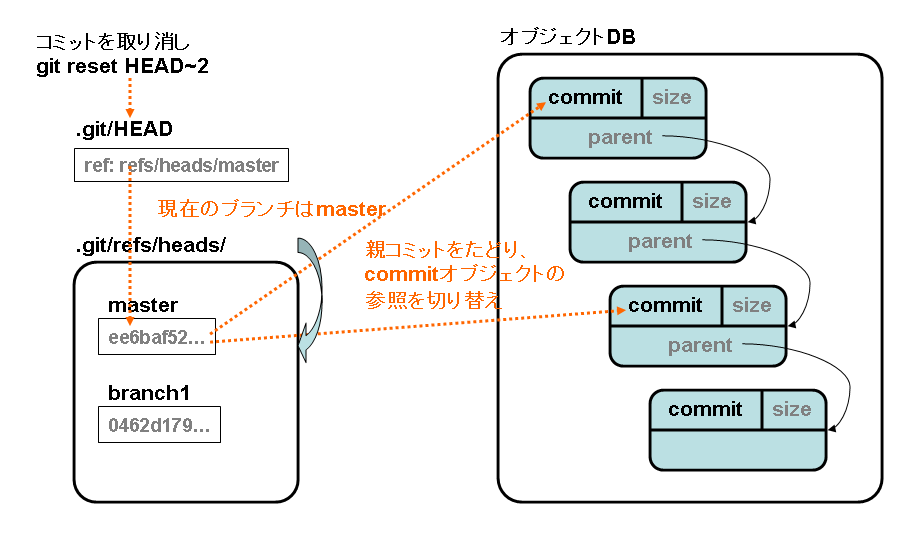 コミットを取り消し
git reset HEAD~2
.git/HEAD
ref: refs/heads/master
現在のブランチはmaster
.git/refs/heads/
master
ee6baf52...
branch1
0462d179...
親コミットをたどり、
commitオブジェクトの
参照を切り替え
オブジェクトDB
commit size
parent
commit size
parent
commit size
parent
commit size